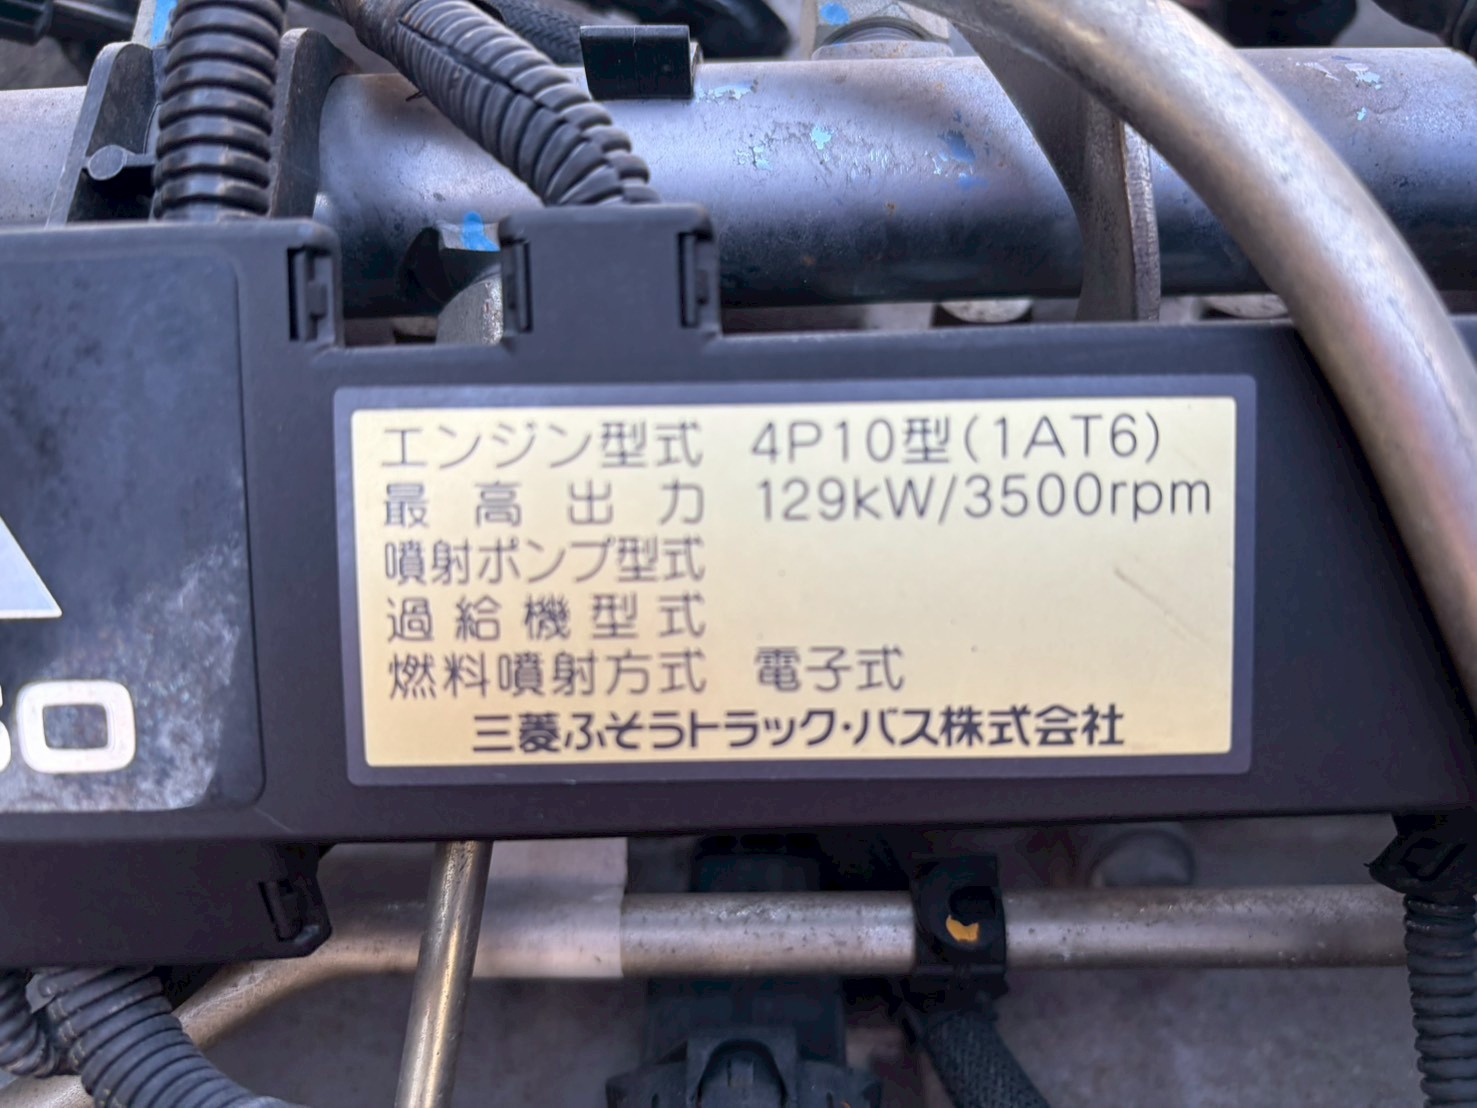 エンジン型式 4P10型(1AT6)
最高出力 129kW/3500rpm
噴射ポンプ型式
過給機型式
燃料噴射方式 電子式
三菱ふそうトラック・バス株式会社